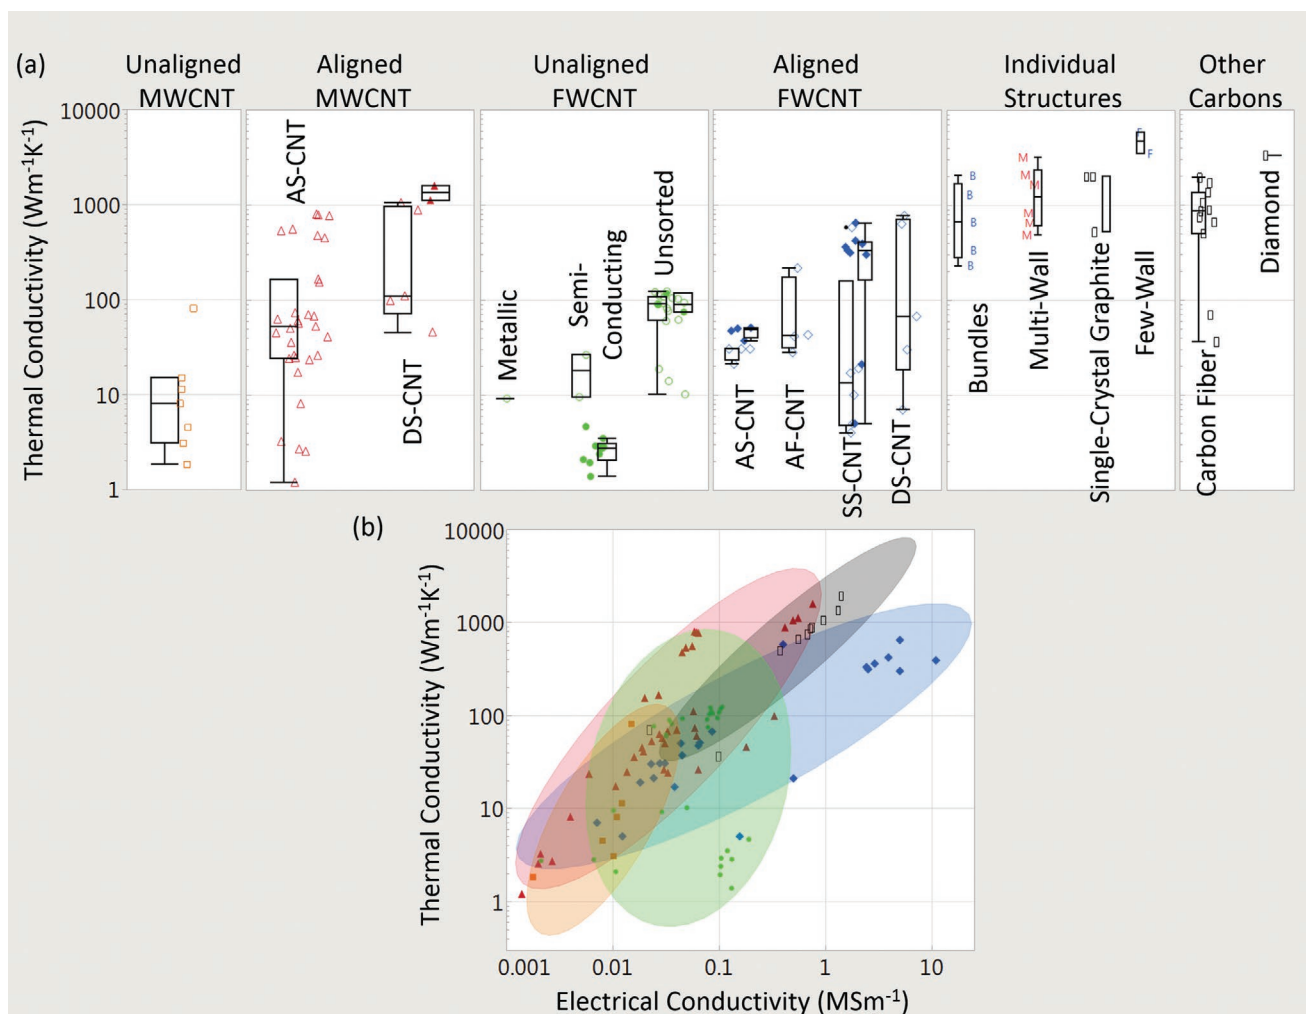 (a)
Unaligned
MWCNT
Aligned
MWCNT
Unaligned
FWCNT
Aligned
FWCNT
Individual
Structures
Other
Carbons
Thermal Conductivity (Wm-1K-1)
10000
1000
100
10
1
AS-CNT
DS-CNT
Metallic
Semi-
Conducting
Unsorted
AS-CNT
AF-CNT
SS-CNT
DS-CNT
B
B
B
B
B
Bundles
M
M
M
M
M
M
Multi-Wall
Single-Crystal Graphite
F
F
Few-Wall
Carbon Fiber
Diamond
(b)
Thermal Conductivity (Wm-1K-1)
10000
1000
100
10
1
0.001
0.01
0.1
1
10
Electrical Conductivity (MSm-1)